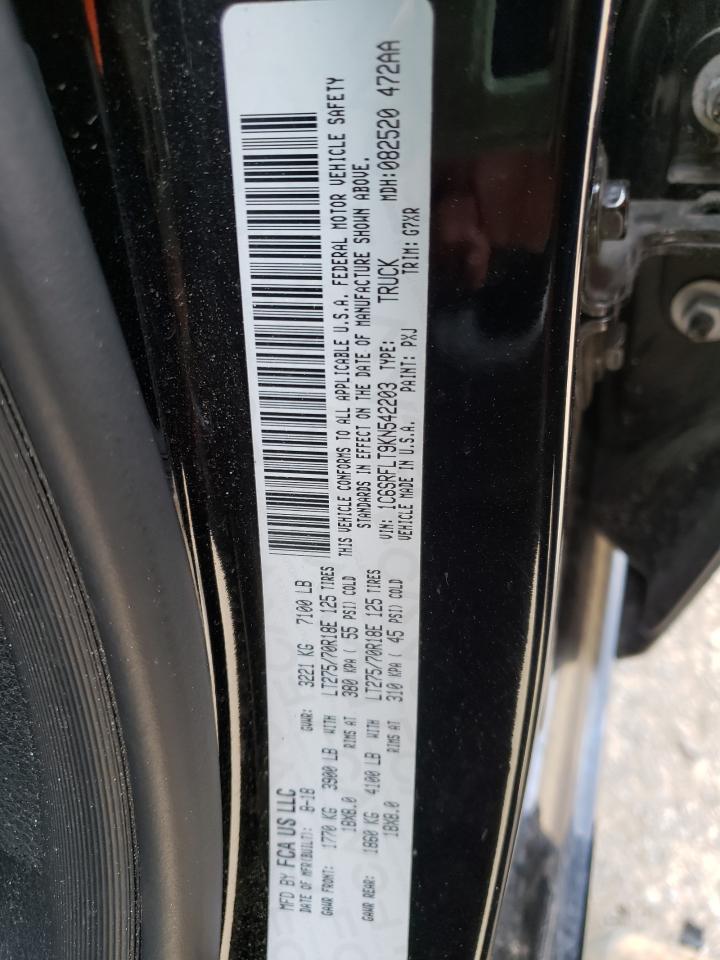 MFD BY: FCA US LLC
DATE OF MFR(BUILT): 8-18 GVWR: 3221 KG 7100 LB
GAWR FRONT: 1770 KG 3900 LB WITH LT275/70R18E 125 TIRES
18X8.0 RIMS AT 380 KPA ( 55 PSI) COLD
GAWR REAR: 1860 KG 4100 LB WITH LT275/70R18E 125 TIRES
18X8.0 RIMS AT 310 KPA ( 45 PSI) COLD
THIS VEHICLE CONFORMS TO ALL APPLICABLE U.S.A. FEDERAL MOTOR VEHICLE SAFETY
STANDARDS IN EFFECT ON THE DATE OF MANUFACTURE SHOWN ABOVE.
VIN: 1C6SRFLT9KN542203 TYPE: TRUCK MDH:082520 472AA
VEHICLE MADE IN U.S.A. PAINT: PXJ TRIM: G7XR